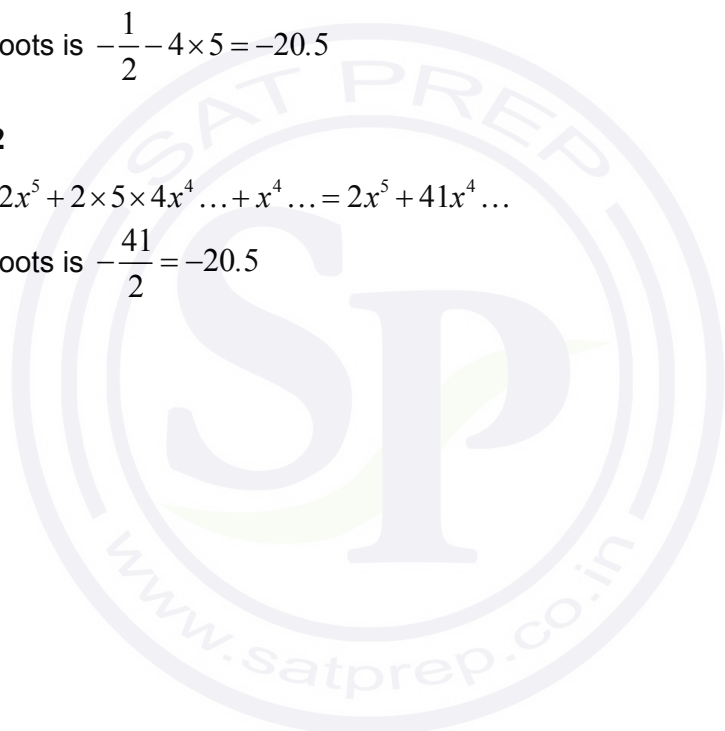 oots is −1/2 − 4×5 = −20.5
2
2x⁵ + 2×5×4x⁴ … + x⁴ … = 2x⁵ + 41x⁴ …
oots is −41/2 = −20.5
SAT PREP
SP
www.satprep.co.in